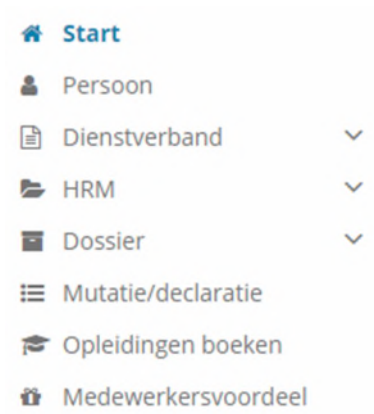 Start
Persoon
Dienstverband
HRM
Dossier
Mutatie/declaratie
Opleidingen boeken
Medewerkersvoordeel